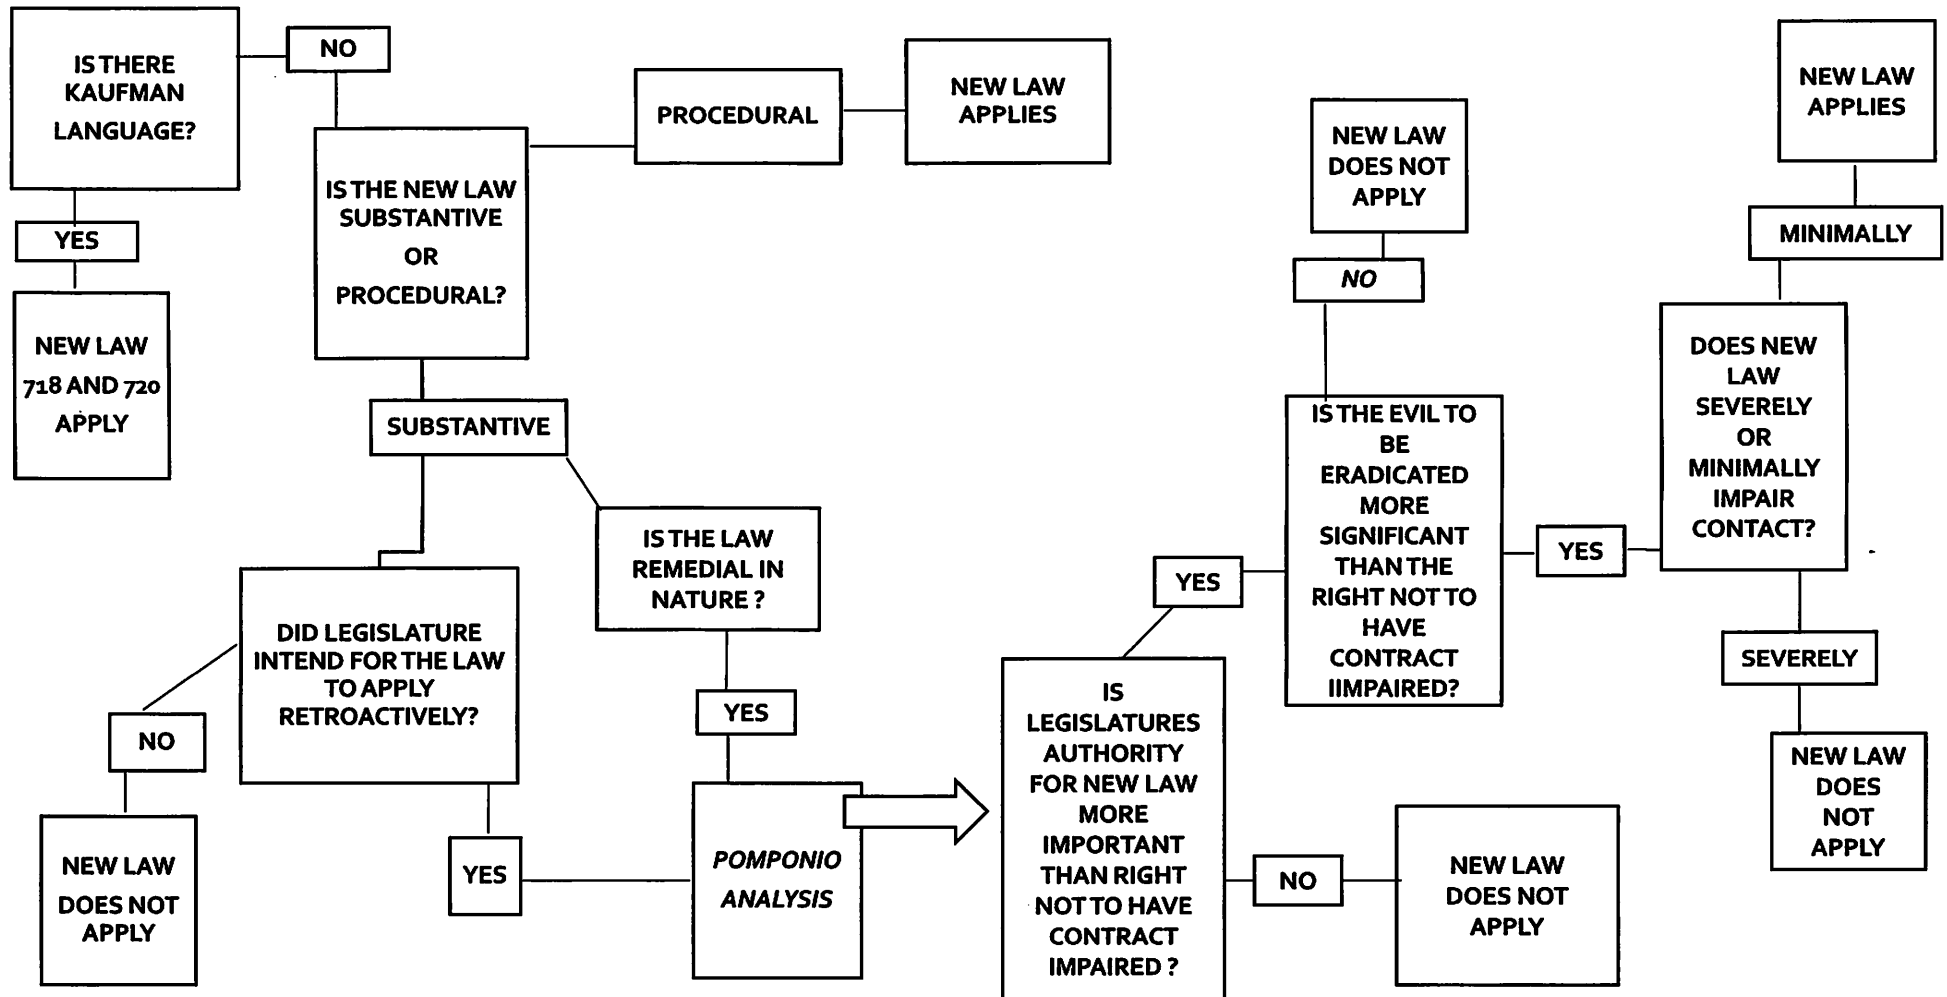 IS THERE
KAUFMAN
LANGUAGE?
NO
YES
NEW LAW
718 AND 720
APPLY
IS THE NEW LAW
SUBSTANTIVE
OR
PROCEDURAL?
PROCEDURAL
NEW LAW
APPLIES
SUBSTANTIVE
IS THE LAW
REMEDIAL IN
NATURE ?
YES
DID LEGISLATURE
INTEND FOR THE LAW
TO APPLY
RETROACTIVELY?
NO
NEW LAW
DOES NOT
APPLY
YES
POMPONIO
ANALYSIS
IS
LEGISLATURES
AUTHORITY
FOR NEW LAW
MORE
IMPORTANT
THAN RIGHT
NOT TO HAVE
CONTRACT
IMPAIRED ?
NO
NEW LAW
DOES NOT
APPLY
YES
IS THE EVIL TO
BE
ERADICATED
MORE
SIGNIFICANT
THAN THE
RIGHT NOT TO
HAVE
CONTRACT
IIMPAIRED?
NO
NEW LAW
DOES NOT
APPLY
YES
DOES NEW
LAW
SEVERELY
OR
MINIMALLY
IMPAIR
CONTACT?
MINIMALLY
NEW LAW
APPLIES
SEVERELY
NEW LAW
DOES
NOT
APPLY